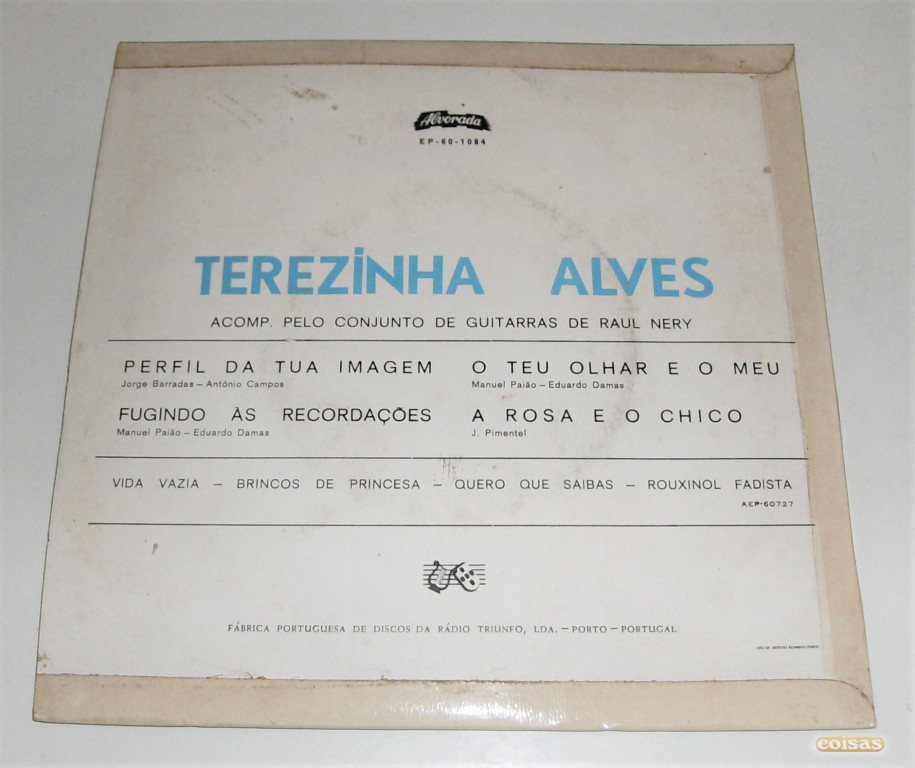 Alvorada
EP-60-1084
TEREZINHA ALVES
ACOMP. PELO CONJUNTO DE GUITARRAS DE RAUL NERY
PERFIL DA TUA IMAGEM
Jorge Barradas – António Campos
FUGINDO ÀS RECORDAÇÕES
Manuel Paião – Eduardo Damas
O TEU OLHAR E O MEU
Manuel Paião – Eduardo Damas
A ROSA E O CHICO
J. Pimentel
VIDA VAZIA – BRINCOS DE PRINCESA – QUERO QUE SAIBAS – ROUXINOL FADISTA
AEP-60727
FÁBRICA PORTUGUESA DE DISCOS DA RÁDIO TRIUNFO, LDA. – PORTO – PORTUGAL
coisas